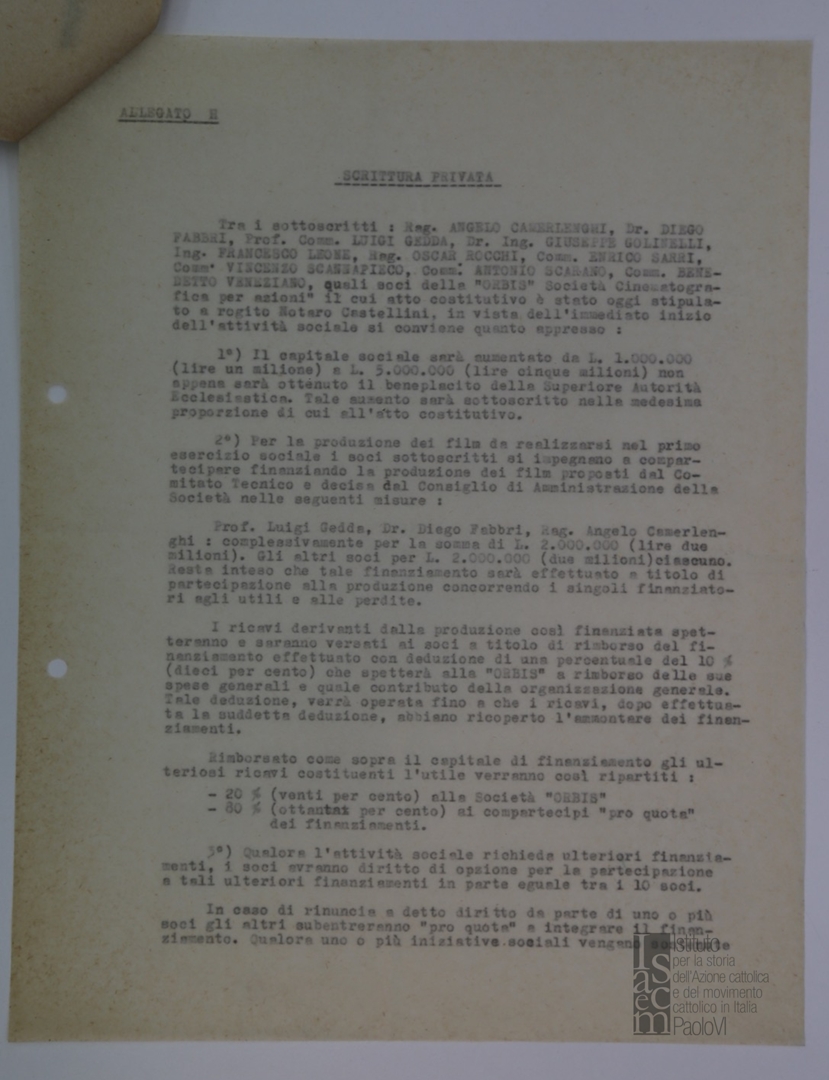 ALLEGATO E
SCRITTURA PRIVATA
Tra i sottoscritti : Rag. ANGELO CAMERLENGHI, Dr. DIEGO
FABBRI, Prof. Comm. LUIGI GEDDA, Dr. Ing. GIUSEPPE GOLINELLI,
Ing. FRANCESCO LEONE, Rag. OSCAR ROCCHI, Comm. ENRICO SARRI,
Comm. VINCENZO SCANNAPIECO, Comm. ANTONIO SCARANO, Comm. BENE-
DETTO VENEZIANO, quali soci della "ORBIS" Società Cinematogra-
fica per azioni" il cui atto costitutivo è stato oggi stipula-
to a rogito Notaro Castellini, in vista dell'immediato inizio
dell'attività sociale si conviene quanto appresso :
1°) Il capitale sociale sarà aumentato da L. 1.000.000
(lire un milione) a L. 5.000.000 (lire cinque milioni) non
appena sarà ottenuto il beneplacito della Superiore Autorità
Ecclesiastica. Tale aumento sarà sottoscritto nella medesima
proporzione di cui all'atto costitutivo.
2°) Per la produzione dei film da realizzarsi nel primo
esercizio sociale i soci sottoscritti si impegnano a compar-
tecipare finanziando la produzione dei film proposti dal Co-
mitato Tecnico e decisa dal Consiglio di Amministrazione della
Società nelle seguenti misure :
Prof. Luigi Gedda, Dr. Diego Fabbri, Rag. Angelo Camerlen-
ghi : complessivamente per la somma di L. 2.000.000 (lire due
milioni). Gli altri soci per L. 2.000.000 (due milioni)ciascuno.
Resta inteso che tale finanziamento sarà effettuato a titolo di
partecipazione alla produzione concorrendo i singoli finanziato-
ri agli utili e alle perdite.
I ricavi derivanti dalla produzione così finanziata spet-
teranno e saranno versati ai soci a titolo di rimborso del fi-
nanziamento effettuato con deduzione di una percentuale del 10 %
(dieci per cento) che spetterà alla "ORBIS" a rimborso delle sue
spese generali e quale contributo della organizzazione generale.
Tale deduzione, verrà operata fino a che i ricavi, dopo effettua-
ta la suddetta deduzione, abbiano ricoperto l'ammontare dei finan-
ziamenti.
Rimborsato come sopra il capitale di finanziamento gli ul-
teriosi ricavi costituenti l'utile verranno così ripartiti :
- 20 % (venti per cento) alla Società "ORBIS"
- 80 % (ottantax per cento) ai compartecipi "pro quota"
dei finanziamenti.
3°) Qualora l'attività sociale richieda ulteriori finanzia-
menti, i soci avranno diritto di opzione per la partecipazione
a tali ulteriori finanziamenti in parte eguale tra i 10 soci.
In caso di rinuncia a detto diritto da parte di uno o più
soci gli altri subentreranno "pro quota" a integrare il finan-
ziamento. Qualora uno o più iniziative sociali vengano
Isacem
Istituto
per la storia
dell'Azione cattolica
e del movimento
cattolico in Italia
PaoloVI